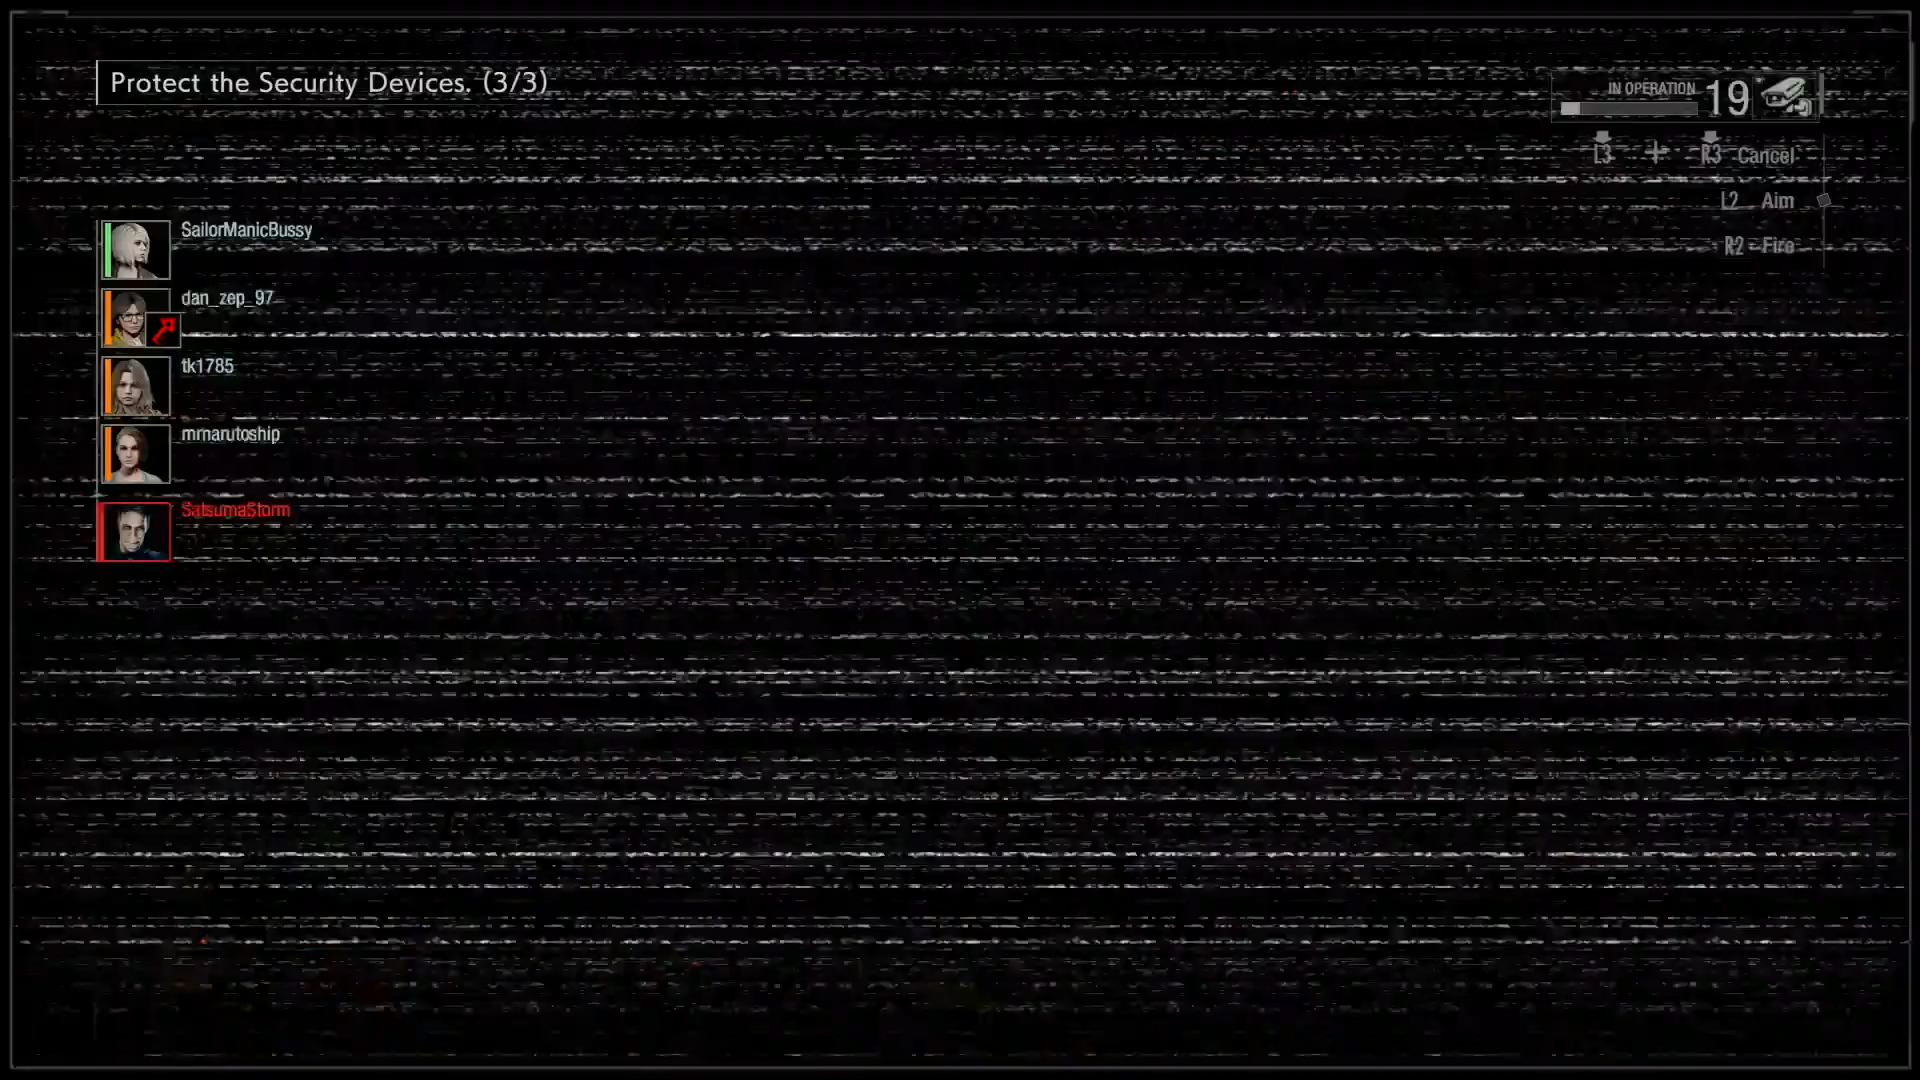 Protect the Security Devices. (3/3)
IN OPERATION 19
L3 + R3 Cancel
L2 Aim
R2 Fire
SailorManicBussy
dan_zep_97
tk1785
mrnarutoship
SatsumaStorm